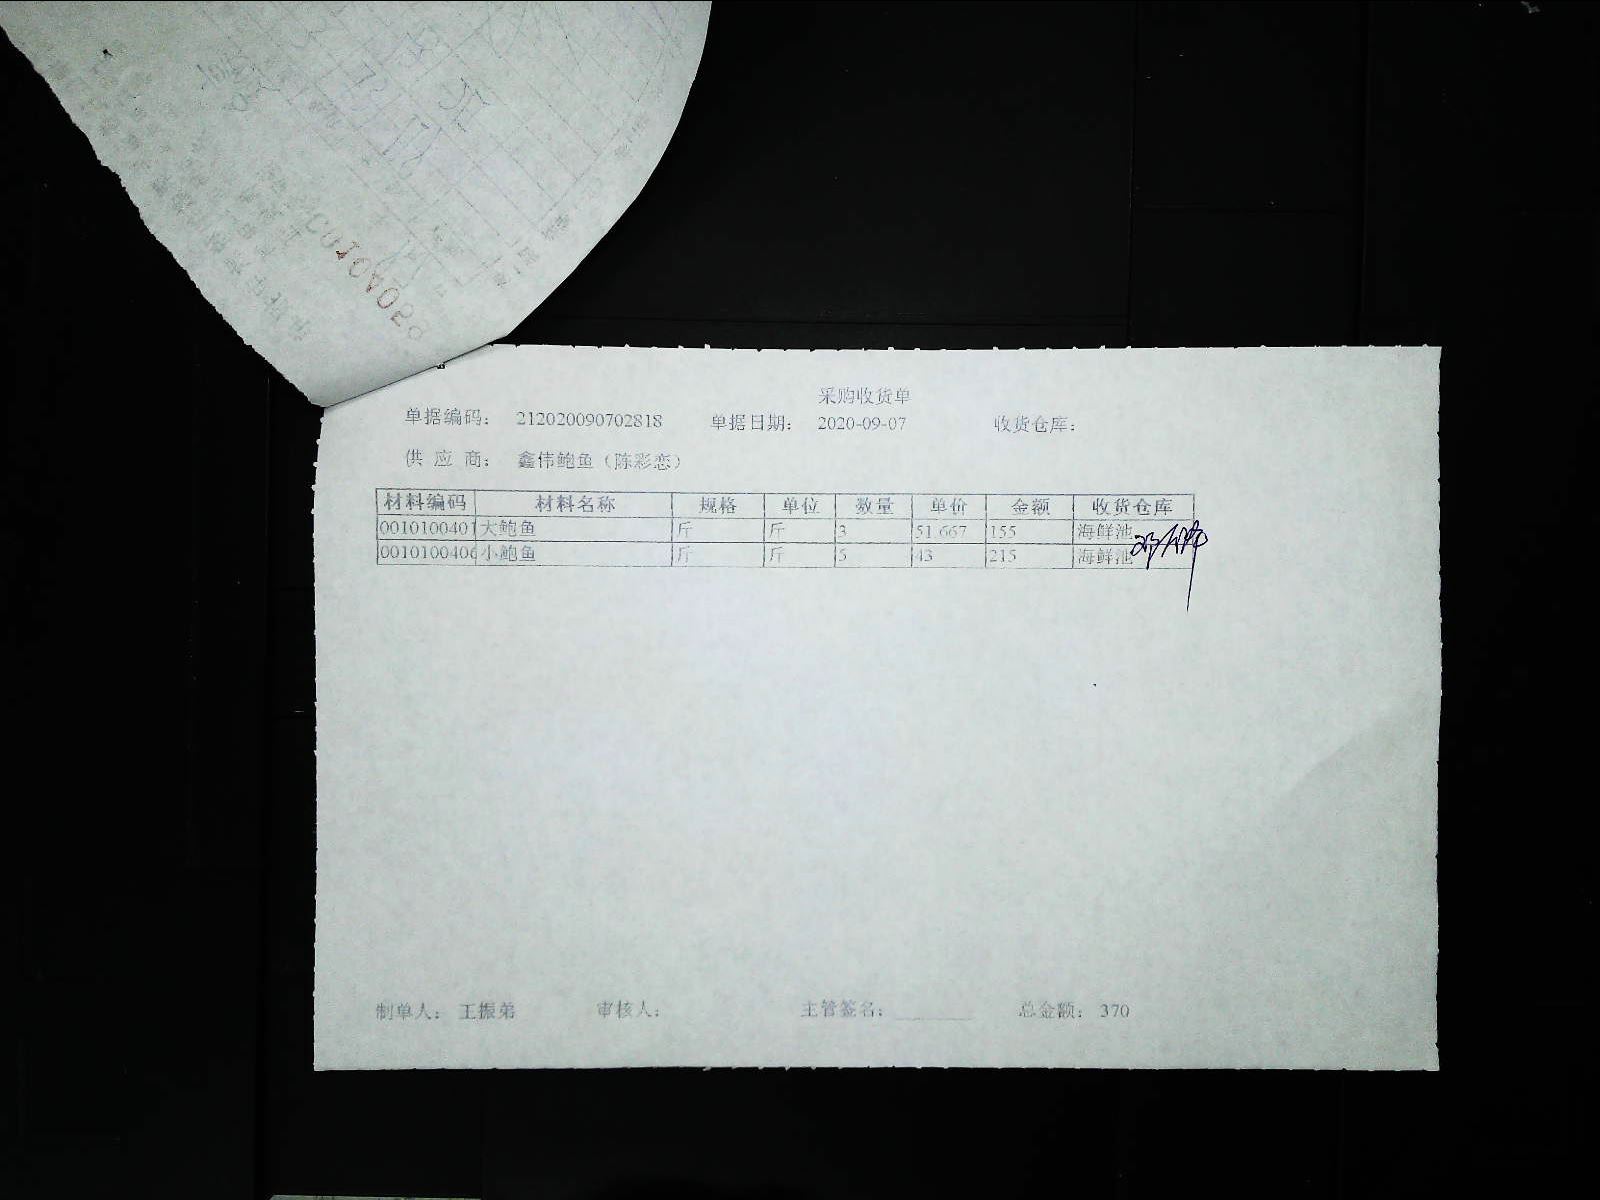 采购收货单
单据编码： 212020090702818 单据日期： 2020-09-07 收货仓库：
供 应 商： 鑫伟鲍鱼（陈彩恋）
材料编码 材料名称 规格 单位 数量 单价 金额 收货仓库
0010100401 大鲍鱼 斤 斤 3 51.667 155 海鲜池
0010100406 小鲍鱼 斤 斤 5 43 215 海鲜池
制单人： 王振弟 审核人： 主管签名： 总金额： 370